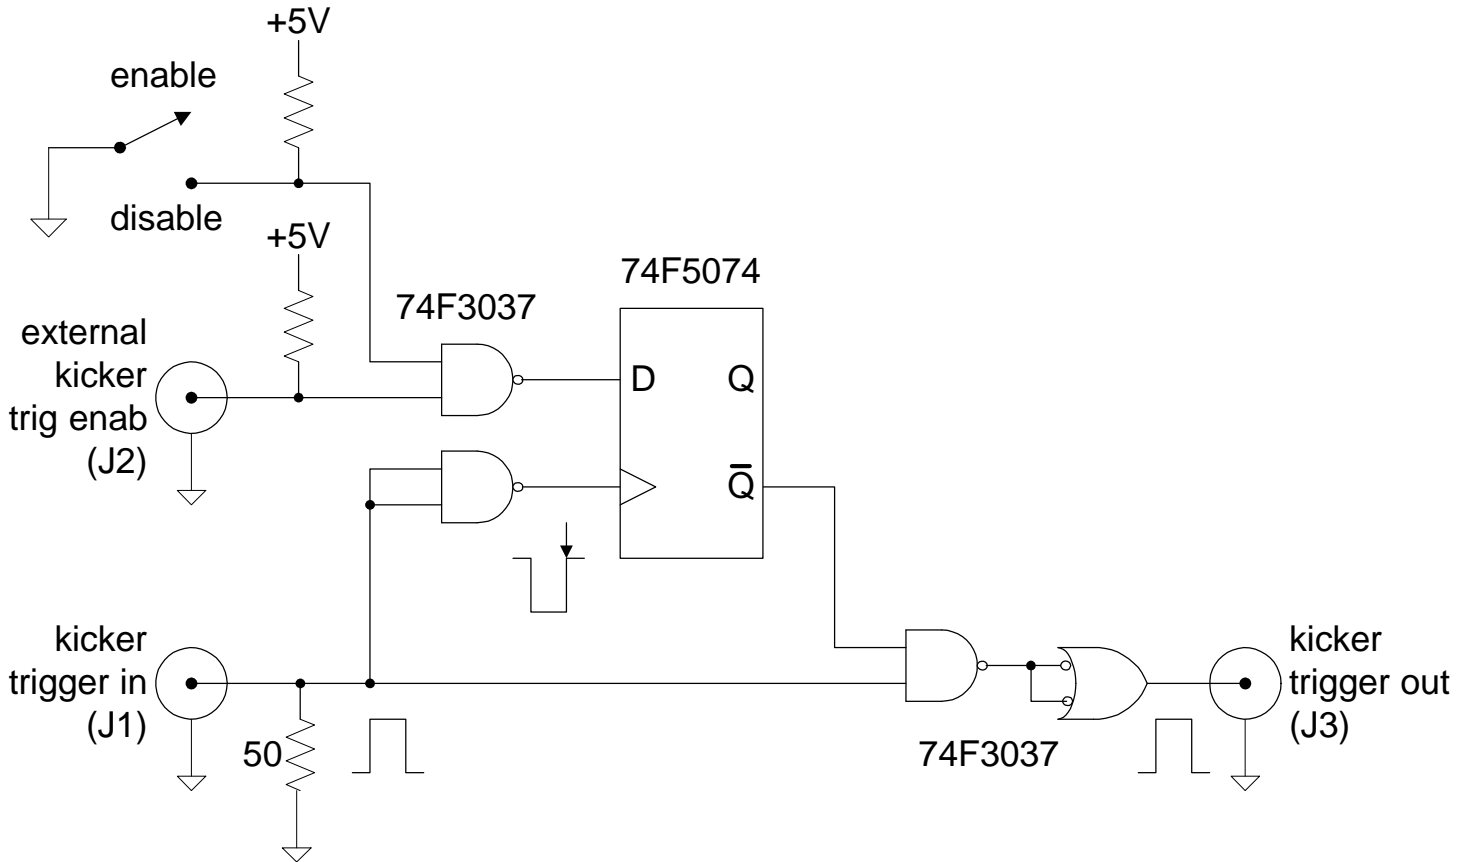 +5V
enable
disable
+5V
74F5074
74F3037
external
kicker
trig enab
(J2)
D
Q
Q̅
kicker
trigger in
(J1)
50
kicker
trigger out
(J3)
74F3037